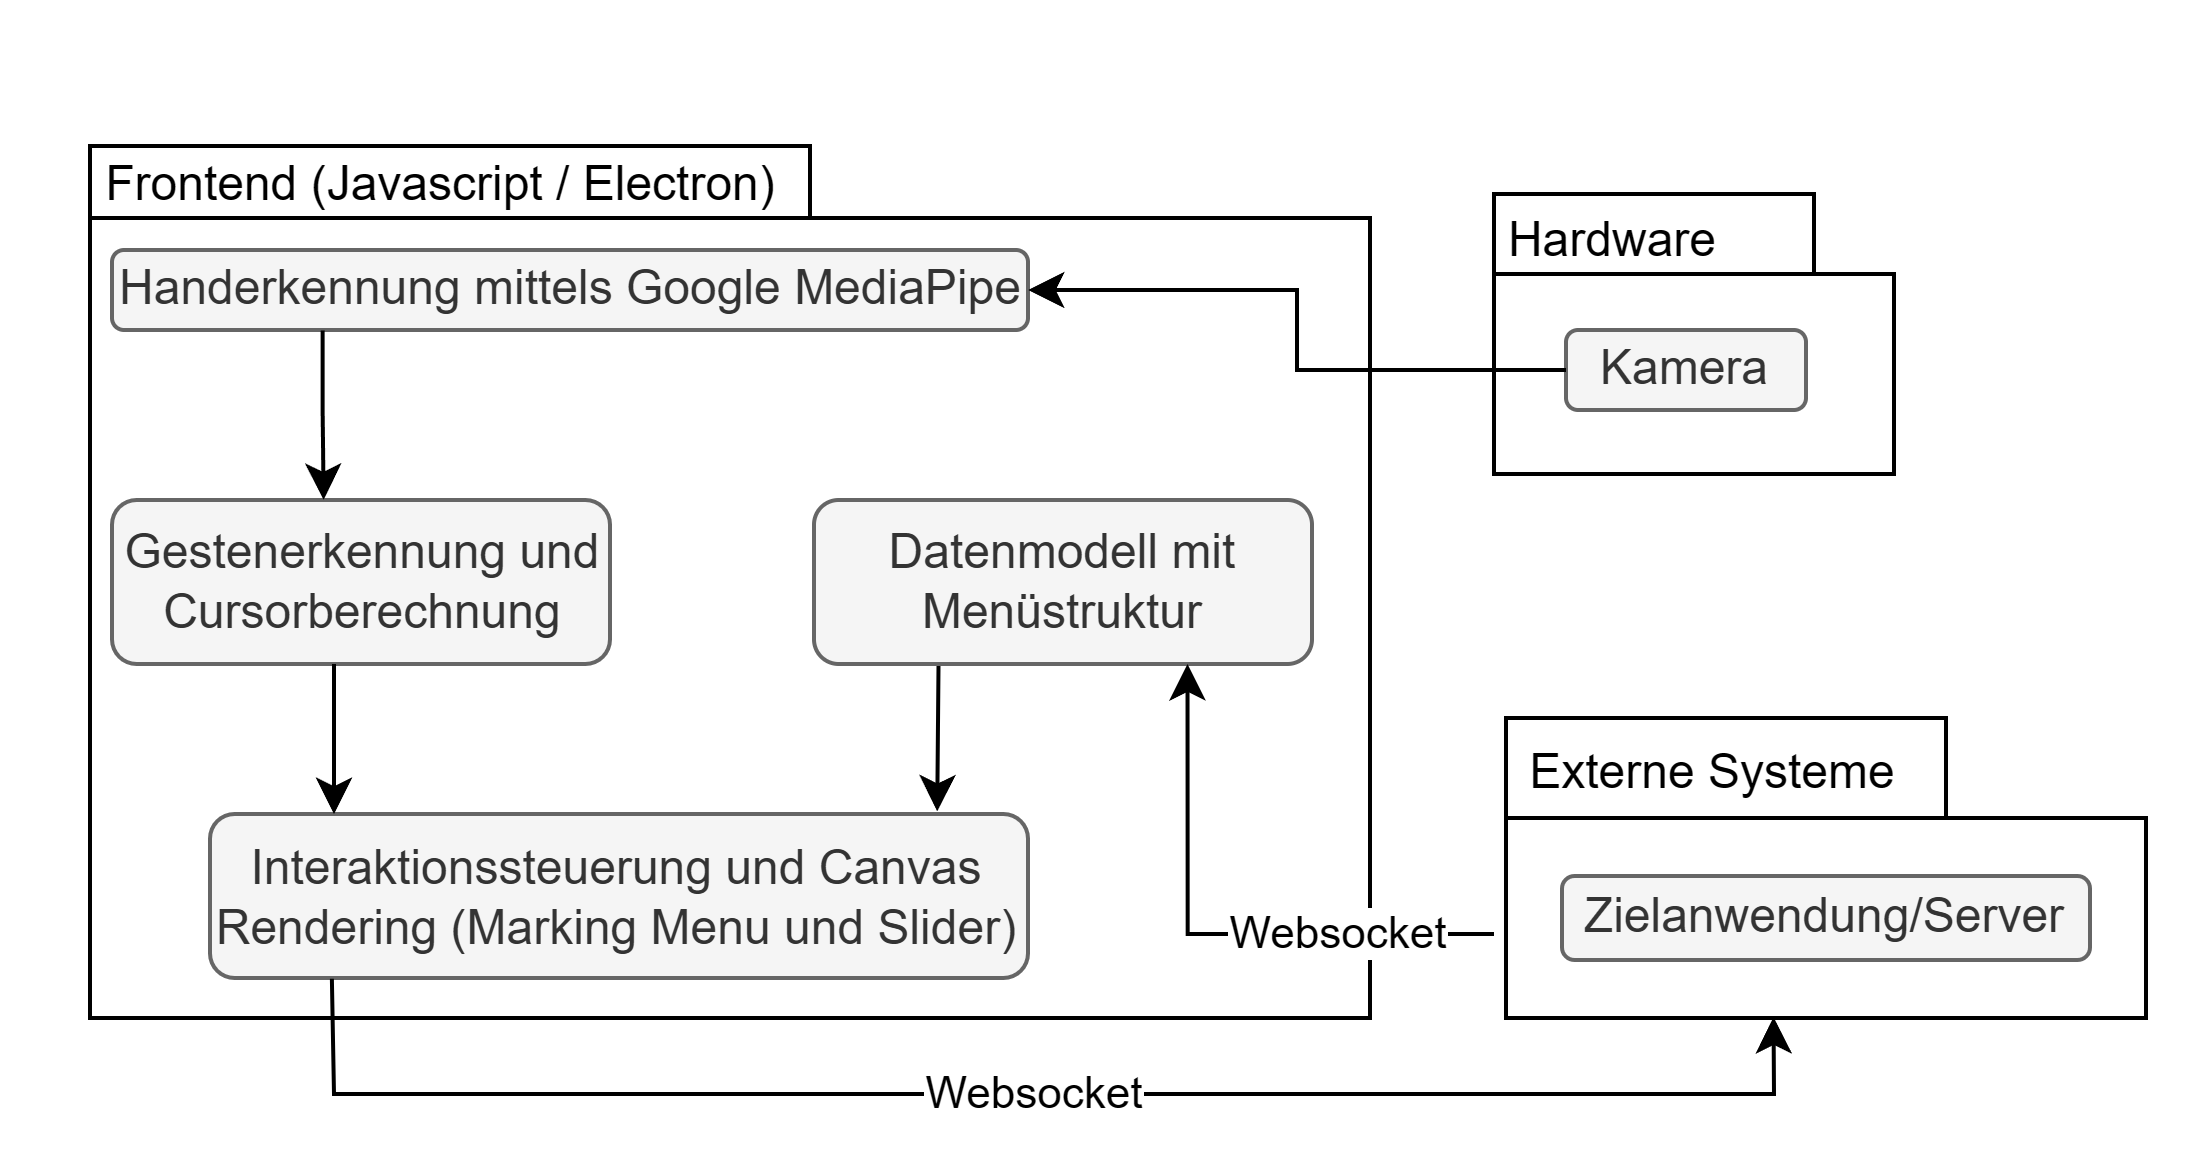 Frontend (Javascript / Electron)
Handerkennung mittels Google MediaPipe
Hardware
Kamera
Gestenerkennung und
Cursorberechnung
Datenmodell mit
Menüstruktur
Interaktionssteuerung und Canvas
Rendering (Marking Menu und Slider)
Externe Systeme
Zielanwendung/Server
Websocket
Websocket